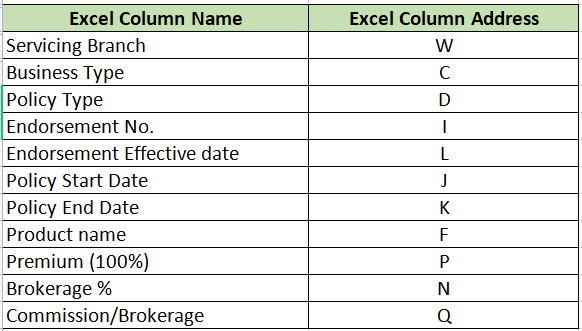 Excel Column Name Excel Column Address
Servicing Branch W
Business Type C
Policy Type D
Endorsement No. I
Endorsement Effective date L
Policy Start Date J
Policy End Date K
Product name F
Premium (100%) P
Brokerage % N
Commission/Brokerage Q